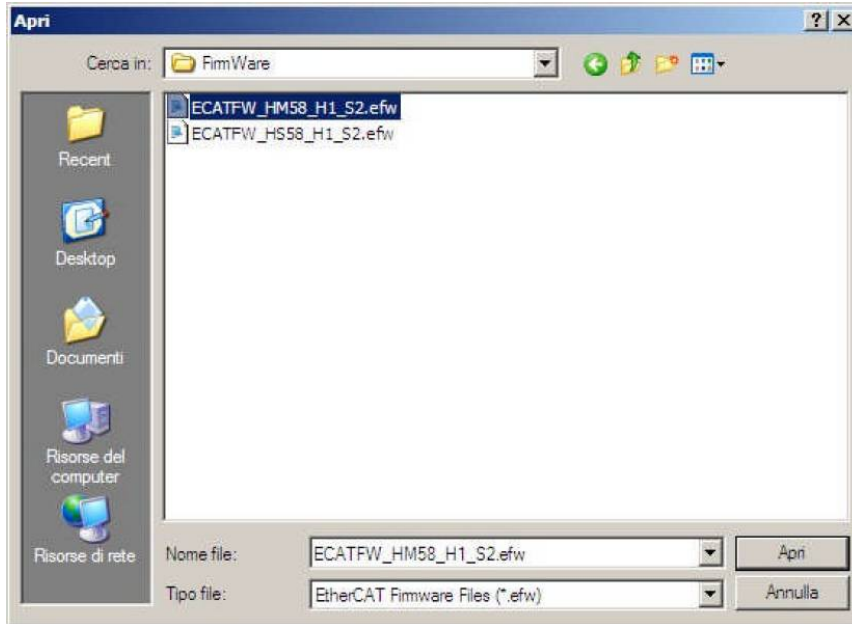 Apri
Cerca in:
FirmWare
ECATFW_HM58_H1_S2.efw
ECATFW_HS58_H1_S2.efw
Recent
Desktop
Documenti
Risorse del
computer
Risorse di rete
Nome file:
ECATFW_HM58_H1_S2.efw
Apri
Tipo file:
EtherCAT Firmware Files (*.efw)
Annulla